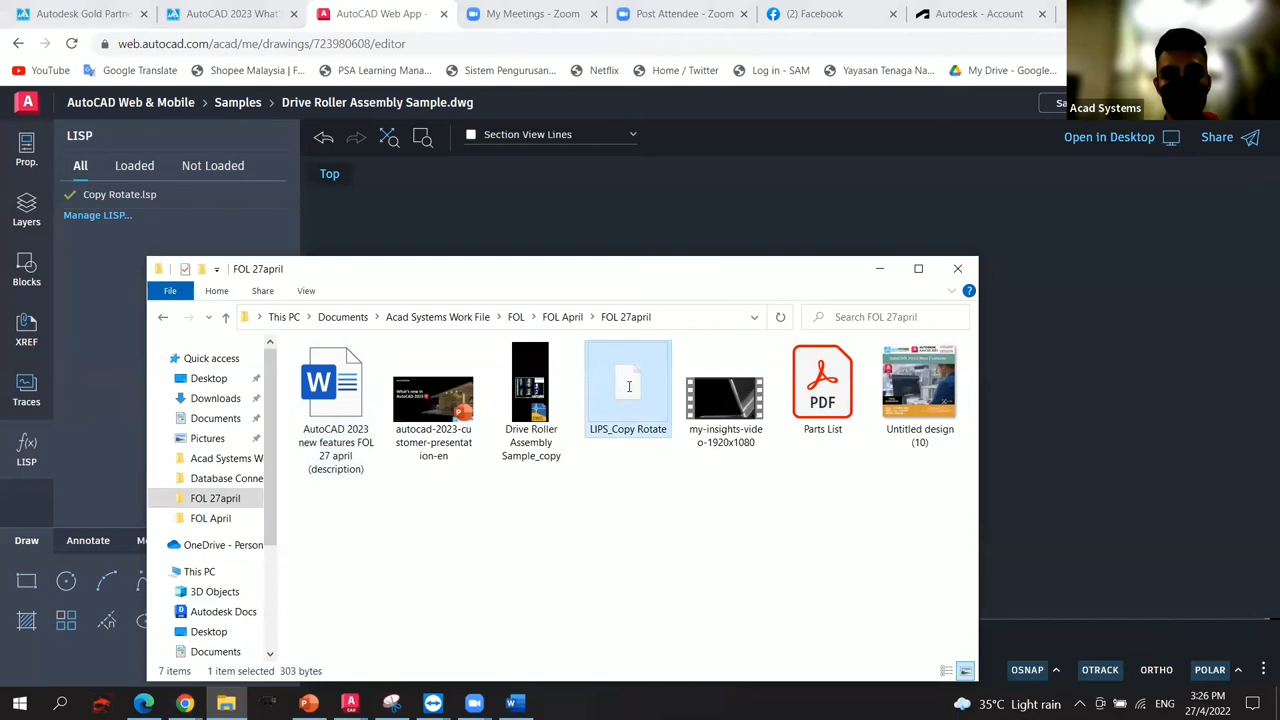 Autodesk Gold Partn
AutoCAD 2023 What'
AutoCAD Web App -
My Meetings - Zoom
Post Attendee - Zoom
(2) Facebook
Autodesk - Account
web.autocad.com/acad/me/drawings/723980608/editor
YouTube
Google Translate
Shopee Malaysia | F...
PSA Learning Mana...
Sistem Pengurusan...
Netflix
Home / Twitter
Log in - SAM
Yayasan Tenaga Na...
My Drive - Google...
Acad Systems
AutoCAD Web & Mobile
Samples
Drive Roller Assembly Sample.dwg
Sa
Prop.
Layers
Blocks
XREF
Traces
LISP
LISP
All
Loaded
Not Loaded
Copy Rotate.lsp
Manage LISP...
Section View Lines
Open in Desktop
Share
Top
FOL 27april
File
Home
Share
View
This PC
Documents
Acad Systems Work File
FOL
FOL April
FOL 27april
Search FOL 27april
Quick access
Desktop
Downloads
Documents
Pictures
Acad Systems W
Database Conne
FOL 27april
FOL April
OneDrive - Person
This PC
3D Objects
Autodesk Docs
Desktop
Documents
AutoCAD 2023
new features FOL
27 april
(description)
autocad-2023-cu
stomer-presentat
ion-en
Drive Roller
Assembly
Sample_copy
LIPS_Copy Rotate
my-insights-vide
o-1920x1080
PDF
Parts List
Untitled design
(10)
7 items
1 item selected
303 bytes
Draw
Annotate
M
OSNAP
OTRACK
ORTHO
POLAR
35°C Light rain
ENG
3:26 PM
27/4/2022